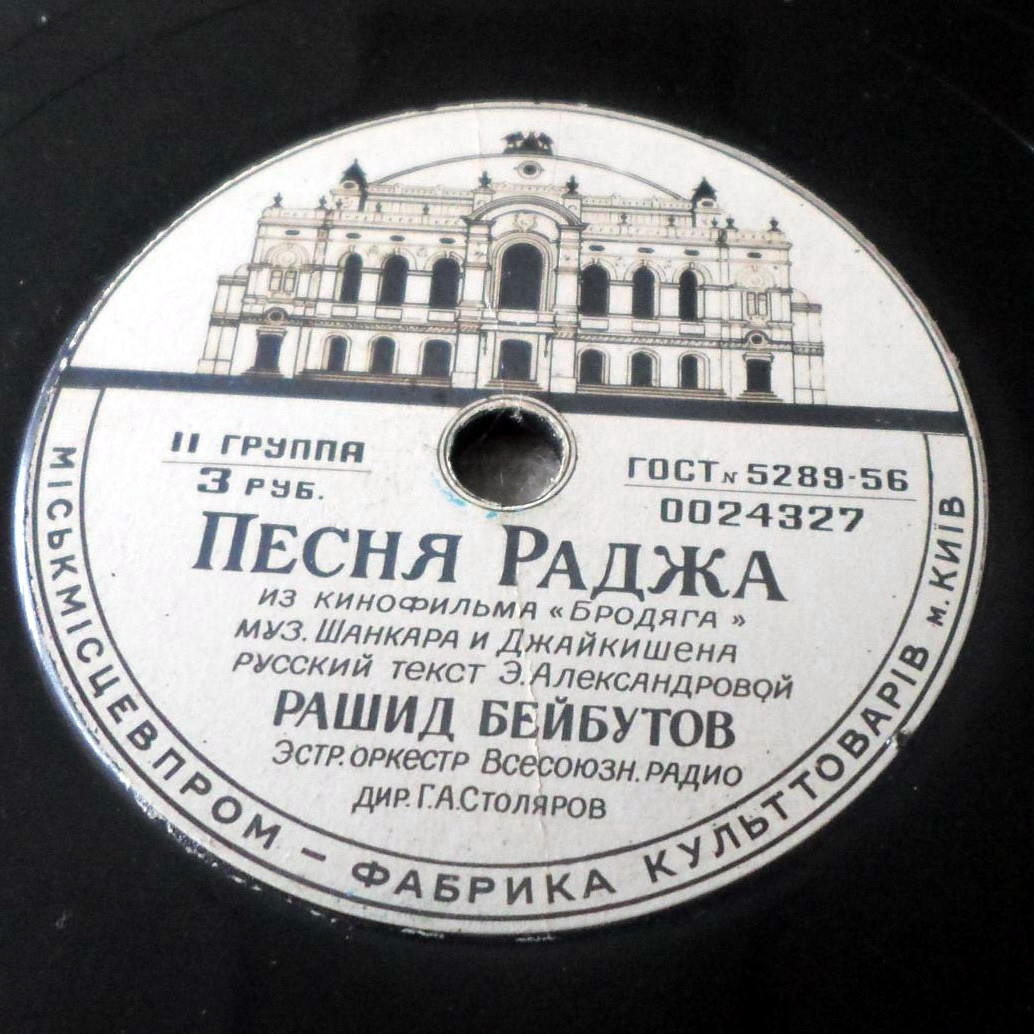 II ГРУППА
3 РУБ.
ГОСТ N 5289-56
0024327
ПЕСНЯ РАДЖА
ИЗ КИНОФИЛЬМА «БРОДЯГА»
МУЗ. ШАНКАРА И ДЖАЙКИШЕНА
РУССКИЙ ТЕКСТ Э. АЛЕКСАНДРОВОЙ
РАШИД БЕЙБУТОВ
ЭСТР. ОРКЕСТР ВСЕСОЮЗН. РАДИО
ДИР. Г. А. СТОЛЯРОВ
МІСЬКМІСЦЕВПРОМ – ФАБРИКА КУЛЬТТОВАРІВ м. КИЇВ